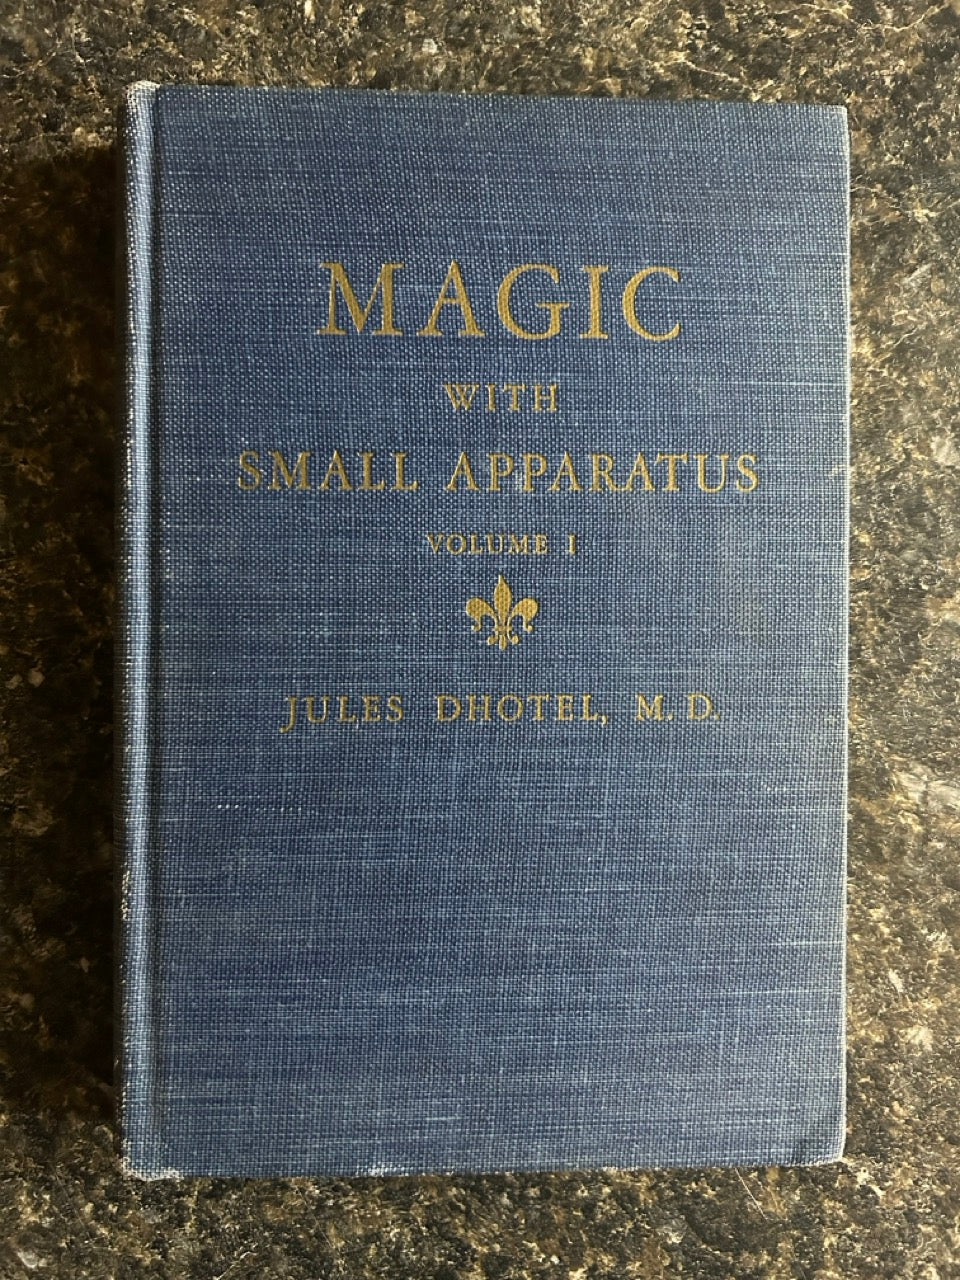 MAGIC
WITH
SMALL APPARATUS
VOLUME I
JULES DHOTEL, M. D.